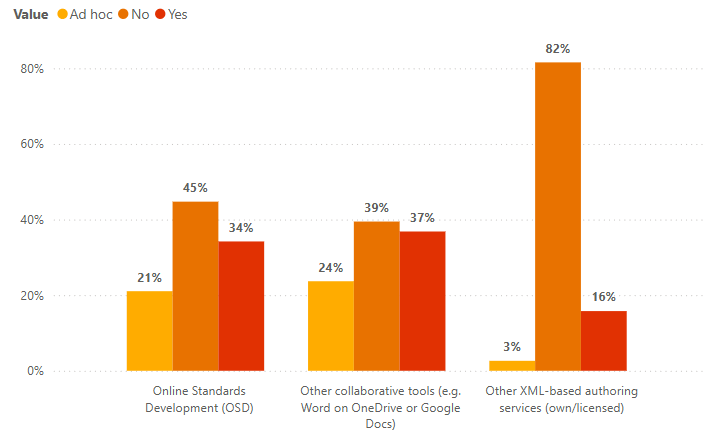 Value Ad hoc No Yes
80%
60%
40%
20%
0%
21%
45%
34%
24%
39%
37%
3%
82%
16%
Online Standards
Development (OSD)
Other collaborative tools (e.g.
Word on OneDrive or Google
Docs)
Other XML-based authoring
services (own/licensed)